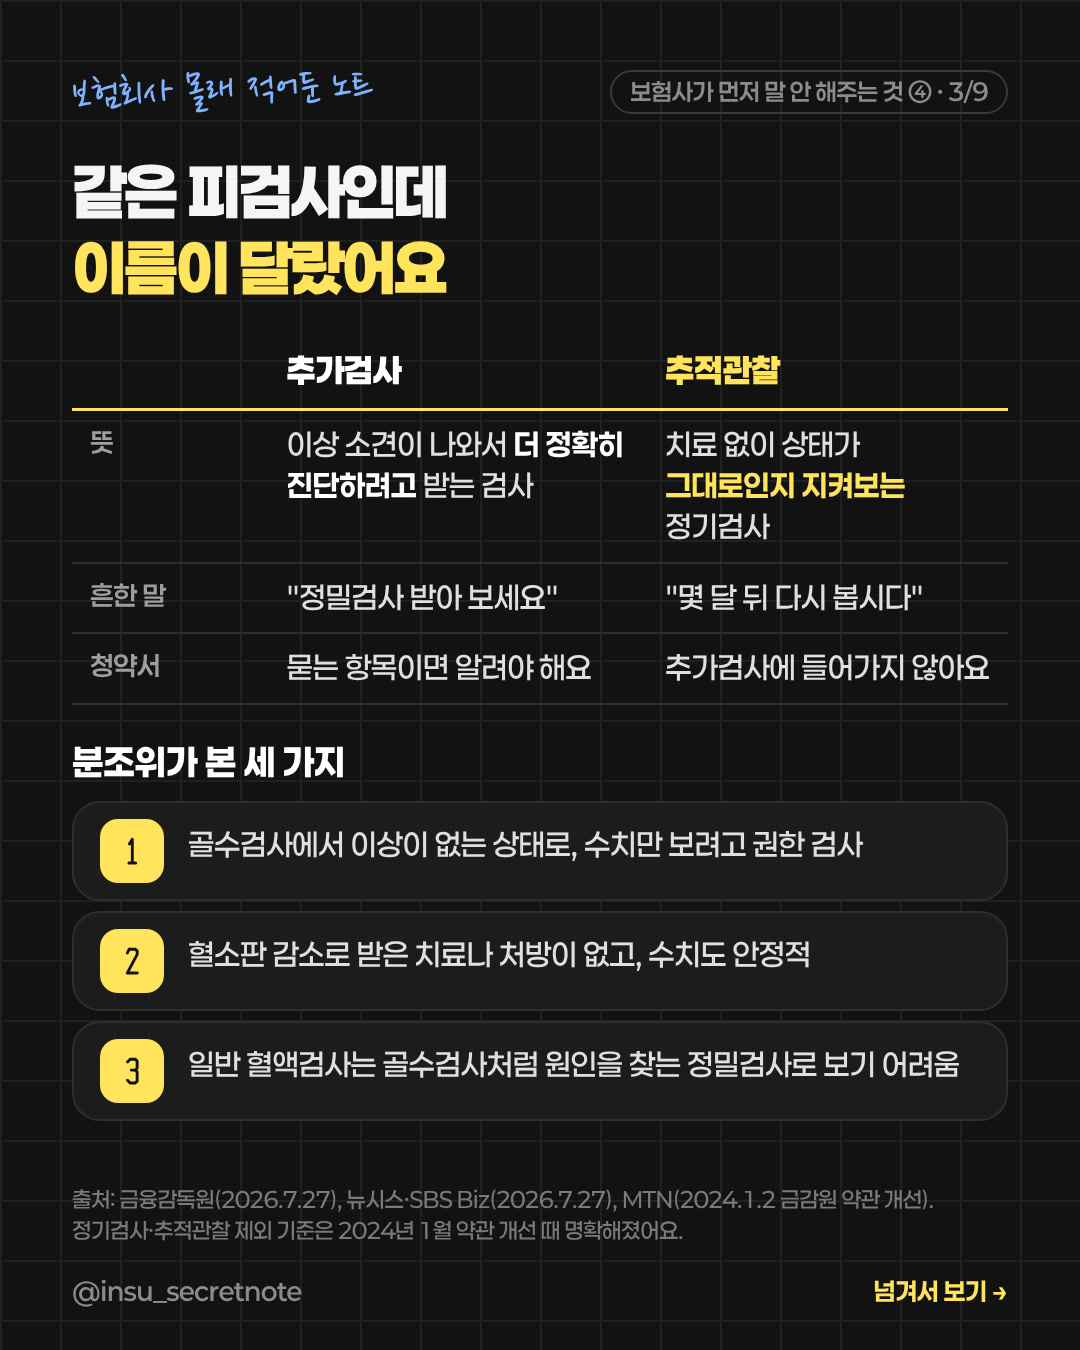 보험회사 몰래 적어둔 노트
보험사가 먼저 말 안 해주는 것 ④ · 3/9
같은 피검사인데
이름이 달랐어요
추가검사 추적관찰
뜻 이상 소견이 나와서 더 정확히 치료 없이 상태가
진단하려고 받는 검사 그대로인지 지켜보는
정기검사
흔한 말 "정밀검사 받아 보세요" "몇 달 뒤 다시 봅시다"
청약서 묻는 항목이면 알려야 해요 추가검사에 들어가지 않아요
분조위가 본 세 가지
1 골수검사에서 이상이 없는 상태로, 수치만 보려고 권한 검사
2 혈소판 감소로 받은 치료나 처방이 없고, 수치도 안정적
3 일반 혈액검사는 골수검사처럼 원인을 찾는 정밀검사로 보기 어려움
출처: 금융감독원(2026.7.27), 뉴시스·SBS Biz(2026.7.27), MTN(2024.1.2 금감원 약관 개선).
정기검사·추적관찰 제외 기준은 2024년 1월 약관 개선 때 명확해졌어요.
@insu_secretnote
넘겨서 보기 →